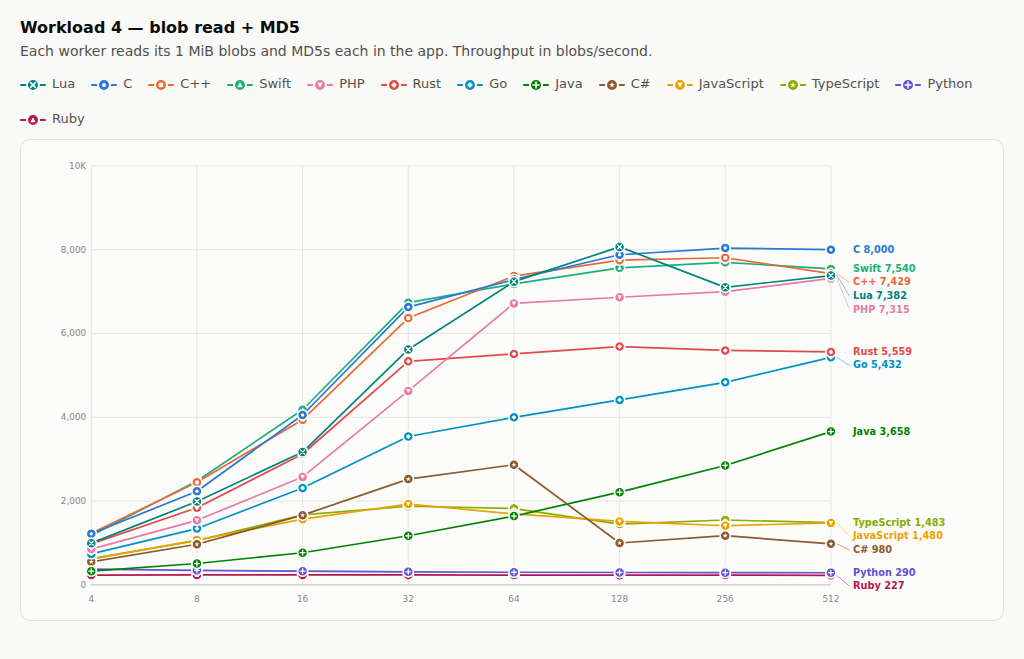 Workload 4 — blob read + MD5
Each worker reads its 1 MiB blobs and MD5s each in the app. Throughput in blobs/second.
Lua C C++ Swift PHP Rust Go Java C# JavaScript TypeScript Python
Ruby
10K
8,000
6,000
4,000
2,000
0
4 8 16 32 64 128 256 512
C 8,000
Swift 7,540
C++ 7,429
Lua 7,382
PHP 7,315
Rust 5,559
Go 5,432
Java 3,658
TypeScript 1,483
JavaScript 1,480
C# 980
Python 290
Ruby 227